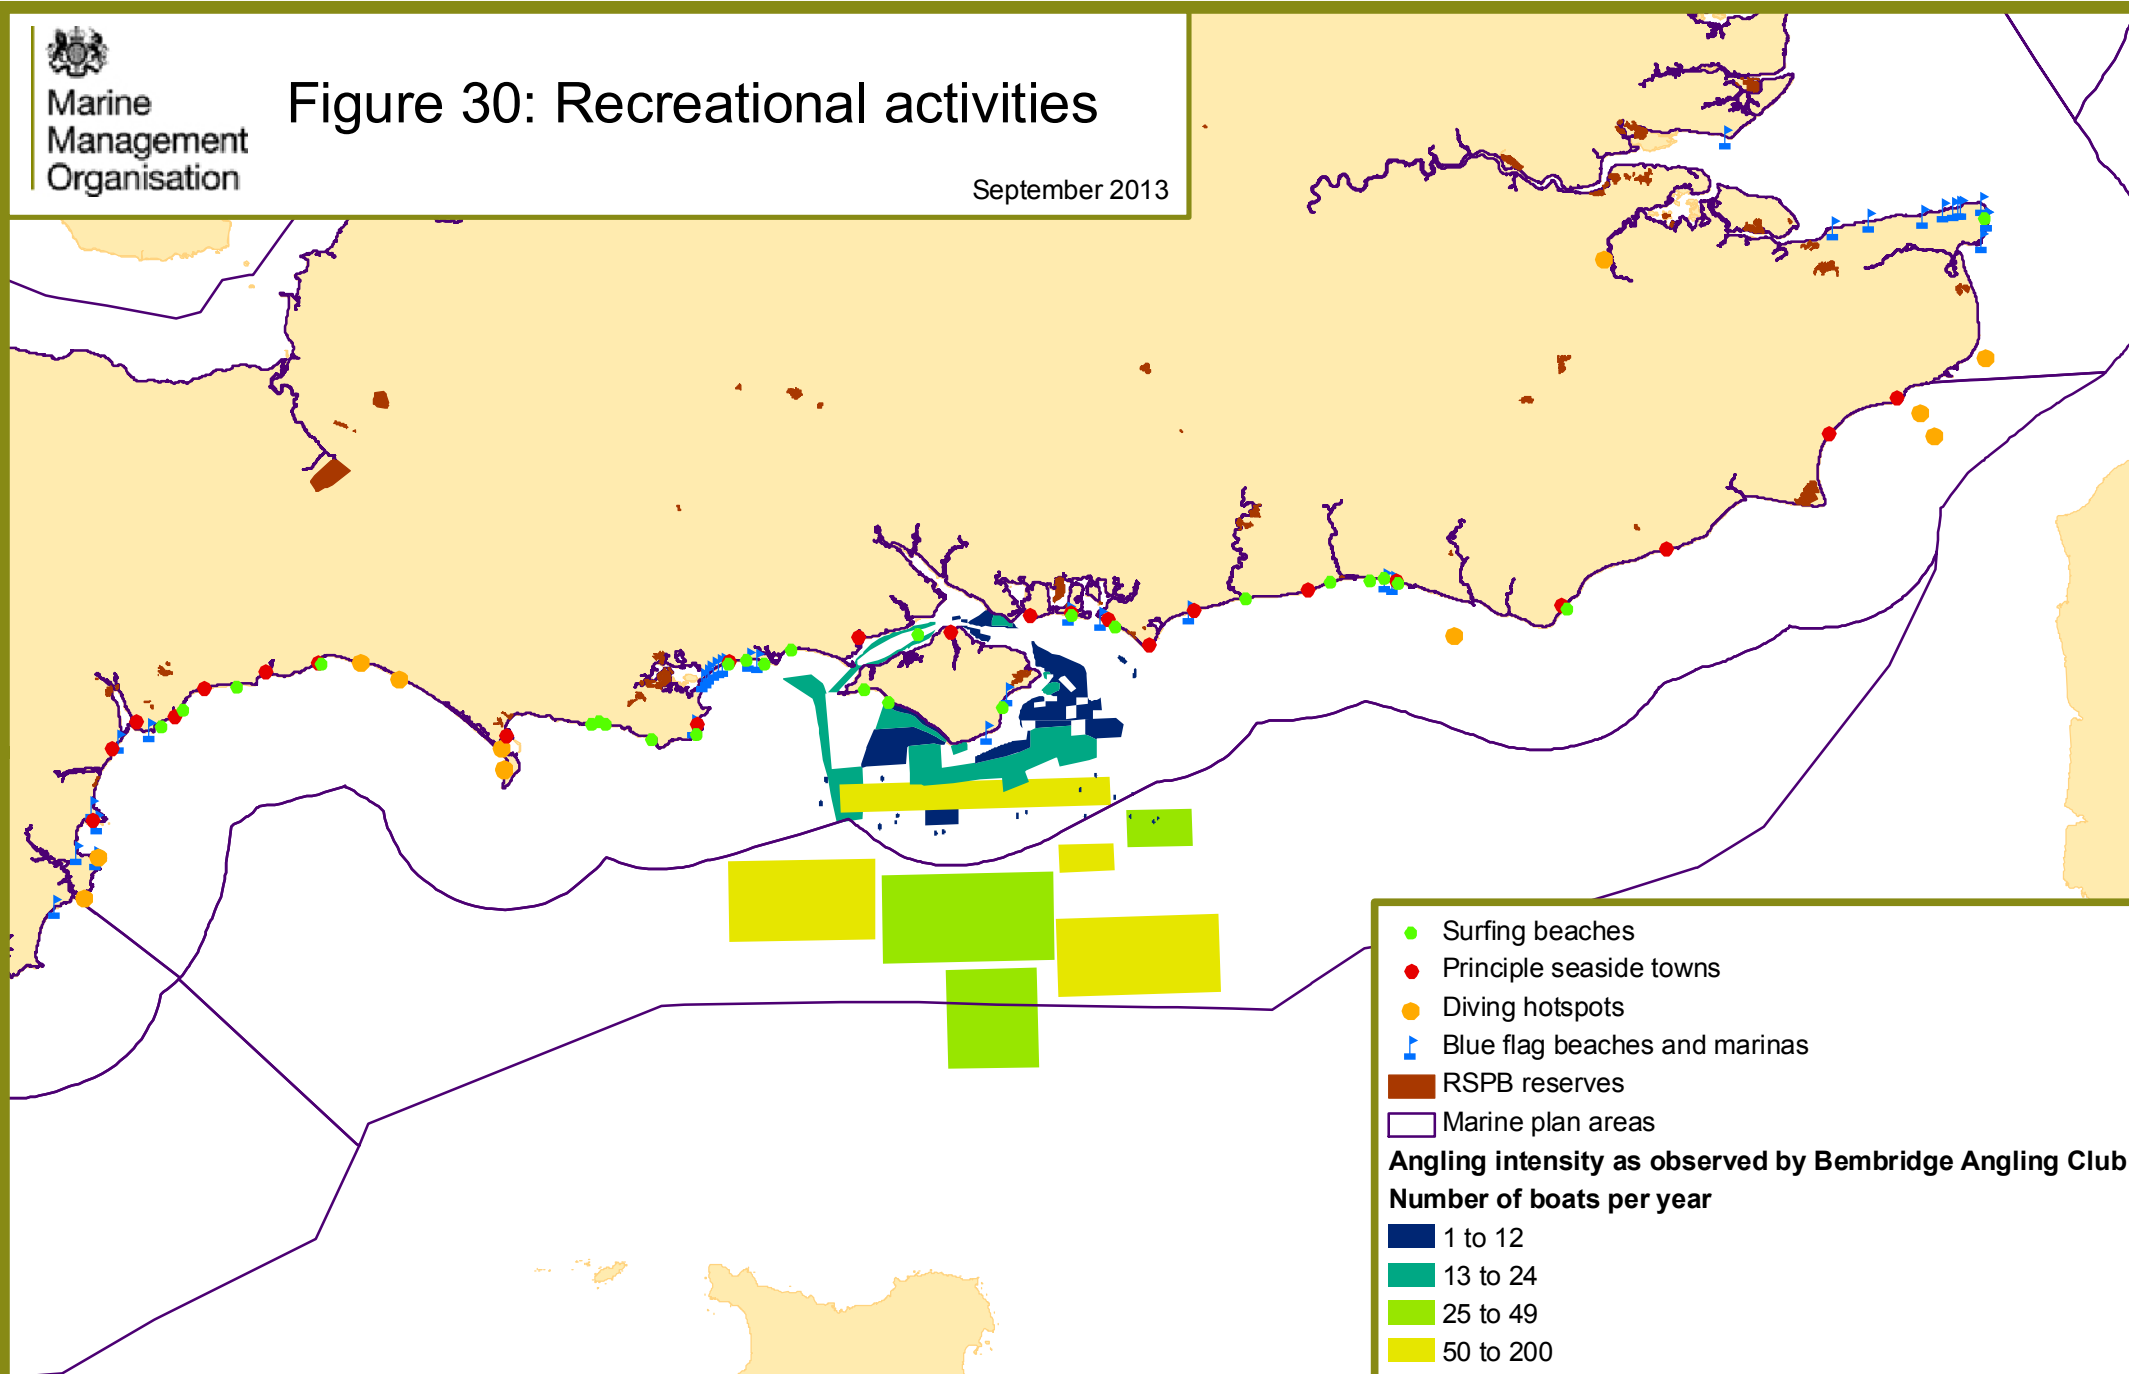 Marine
Management
Organisation
Figure 30: Recreational activities
September 2013
Surfing beaches
Principle seaside towns
Diving hotspots
Blue flag beaches and marinas
RSPB reserves
Marine plan areas
Angling intensity as observed by Bembridge Angling Club
Number of boats per year
1 to 12
13 to 24
25 to 49
50 to 200